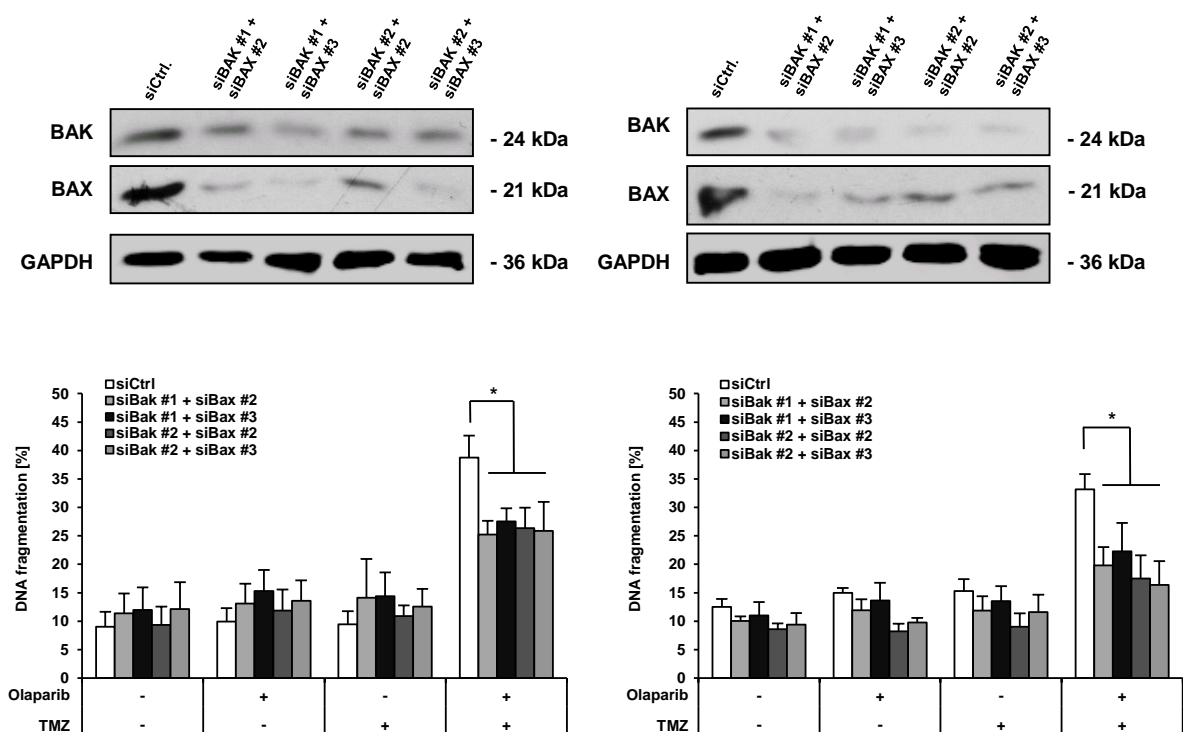 siCtrl.
siBAK #1 +
siBAX #2
siBAK #1 +
siBAX #3
siBAK #2 +
siBAX #2
siBAK #2 +
siBAX #3
BAK
- 24 kDa
BAX
- 21 kDa
GAPDH
- 36 kDa
siCtrl.
siBAK #1 +
siBAX #2
siBAK #1 +
siBAX #3
siBAK #2 +
siBAX #2
siBAK #2 +
siBAX #3
BAK
- 24 kDa
BAX
- 21 kDa
GAPDH
- 36 kDa
DNA fragmentation [%]
50
45
40
35
30
25
20
15
10
5
0
siCtrl
siBak #1 + siBax #2
siBak #1 + siBax #3
siBak #2 + siBax #2
siBak #2 + siBax #3
*
Olaparib - + - +
TMZ - - + +
DNA fragmentation [%]
50
45
40
35
30
25
20
15
10
5
0
siCtrl
siBak #1 + siBax #2
siBak #1 + siBax #3
siBak #2 + siBax #2
siBak #2 + siBax #3
*
Olaparib - + - +
TMZ - - + +